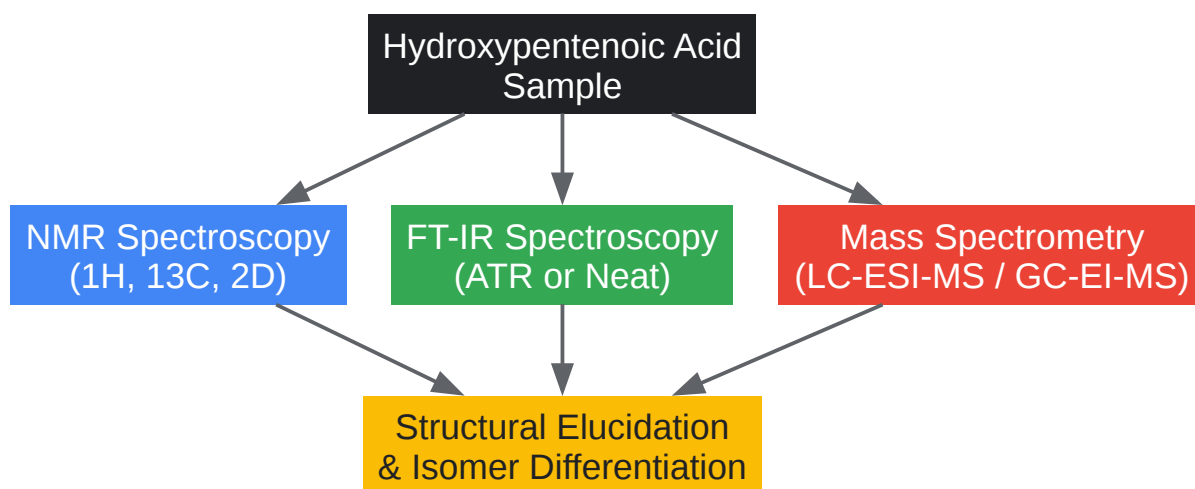 Hydroxypentenoic Acid
Sample
NMR Spectroscopy
(1H, 13C, 2D)
FT-IR Spectroscopy
(ATR or Neat)
Mass Spectrometry
(LC-ESI-MS / GC-EI-MS)
Structural Elucidation
& Isomer Differentiation